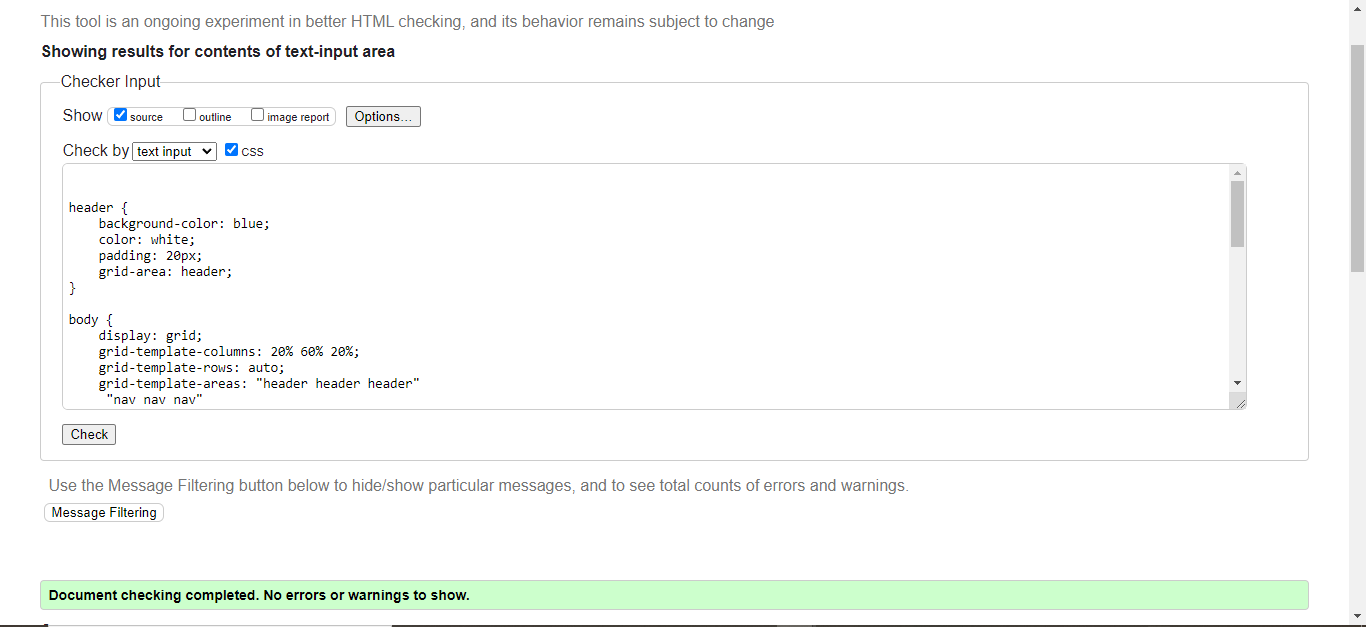 This tool is an ongoing experiment in better HTML checking, and its behavior remains subject to change
Showing results for contents of text-input area
Checker Input
Show source outline image report Options...
Check by text input css
header {
    background-color: blue;
    color: white;
    padding: 20px;
    grid-area: header;
}
body {
    display: grid;
    grid-template-columns: 20% 60% 20%;
    grid-template-rows: auto;
    grid-template-areas: "header header header"
     "nav nav nav"
Check
Use the Message Filtering button below to hide/show particular messages, and to see total counts of errors and warnings.
Message Filtering
Document checking completed. No errors or warnings to show.